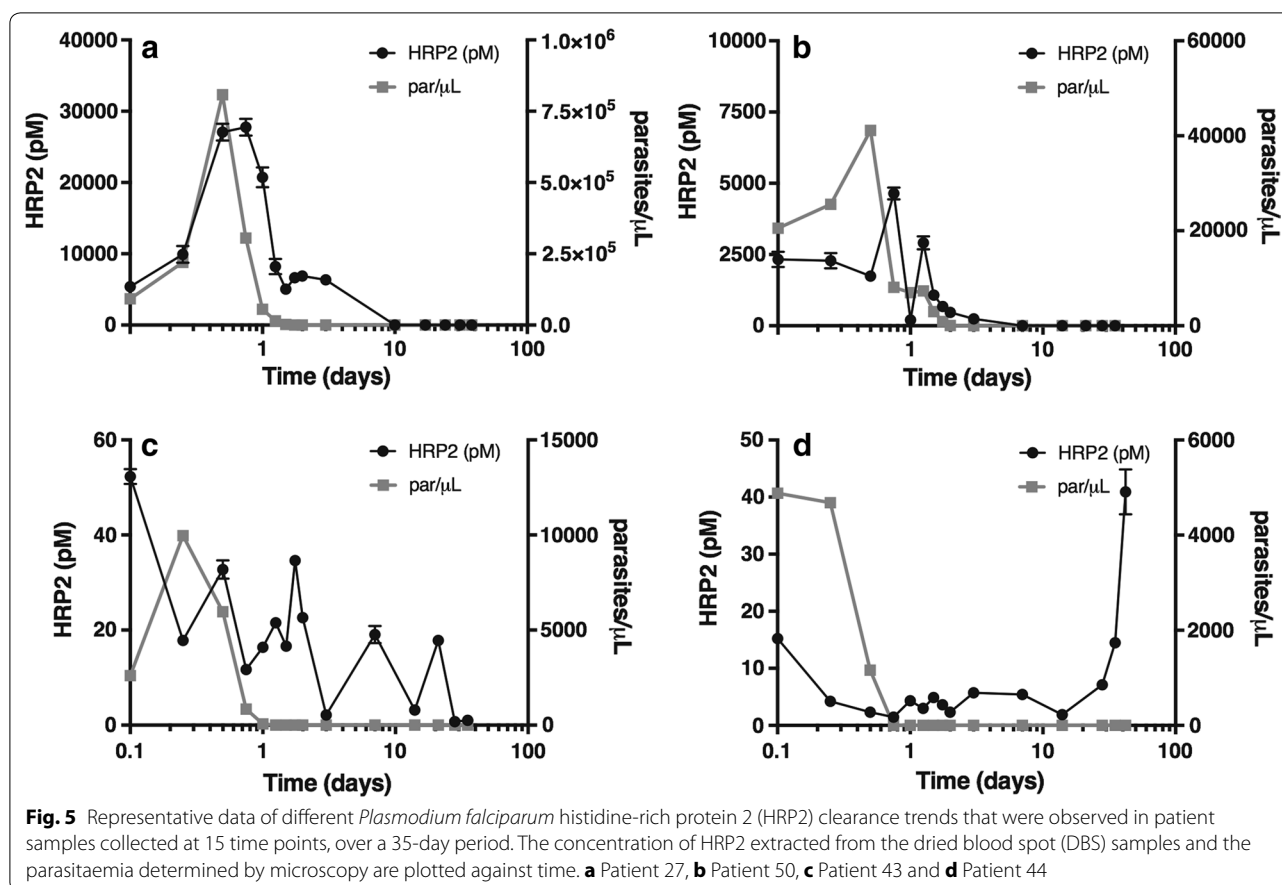 a
HRP2 (pM)
par/μL
40000
30000
20000
10000
0
HRP2 (pM)
1.0×10⁶
7.5×10⁵
5.0×10⁵
2.5×10⁵
0.0
parasites/μL
1
10
100
Time (days)
b
HRP2 (pM)
par/μL
10000
7500
5000
2500
0
HRP2 (pM)
60000
40000
20000
0
parasites/μL
1
10
100
Time (days)
c
HRP2 (pM)
par/μL
60
40
20
0
HRP2 (pM)
15000
10000
5000
0
parasites/μL
0.1
1
10
100
Time (days)
d
HRP2 (pM)
par/μL
50
40
30
20
10
0
HRP2 (pM)
6000
4000
2000
0
parasites/μL
0.1
1
10
100
Time (days)
Fig. 5 Representative data of different Plasmodium falciparum histidine-rich protein 2 (HRP2) clearance trends that were observed in patient
samples collected at 15 time points, over a 35-day period. The concentration of HRP2 extracted from the dried blood spot (DBS) samples and the
parasitaemia determined by microscopy are plotted against time. a Patient 27, b Patient 50, c Patient 43 and d Patient 44